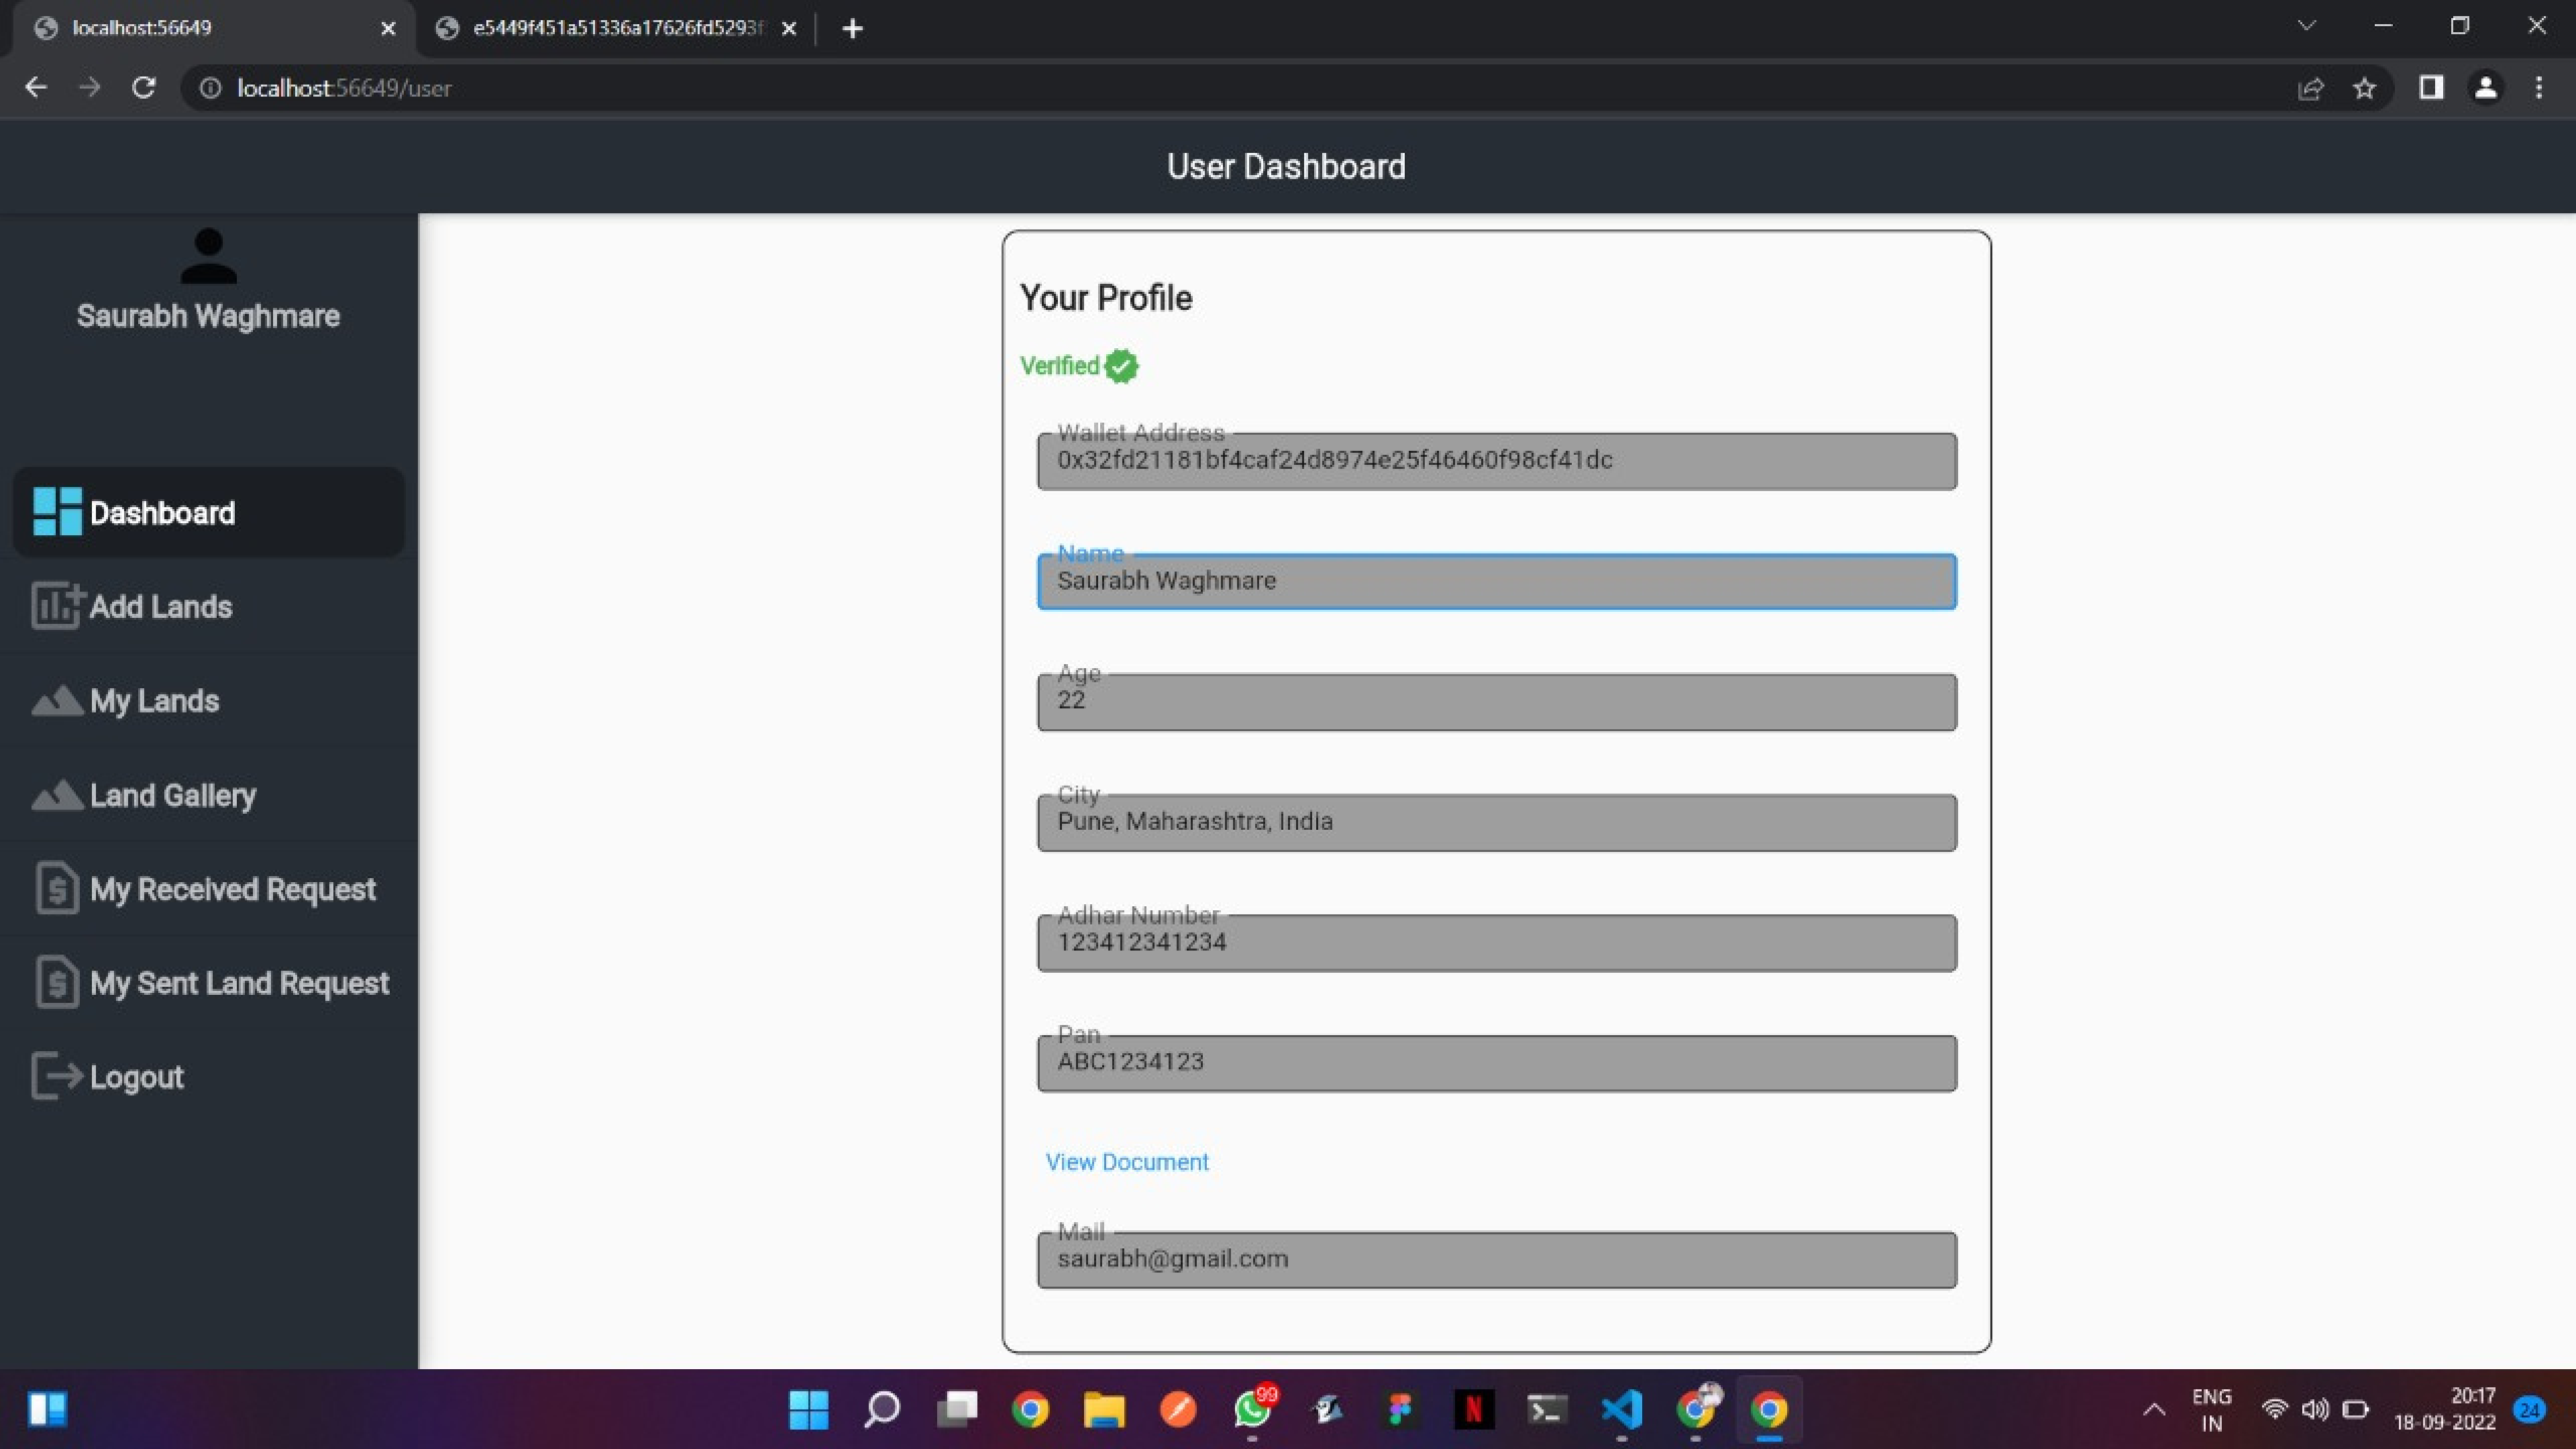 localhost:56649
e5449f451a51336a17626fd5293f
localhost:56649/user
User Dashboard
Saurabh Waghmare
Dashboard
Add Lands
My Lands
Land Gallery
My Received Request
My Sent Land Request
Logout
Your Profile
Verified
Wallet Address
0x32fd21181bf4caf24d8974e25f46460f98cf41dc
Name
Saurabh Waghmare
Age
22
City
Pune, Maharashtra, India
Adhar Number
123412341234
Pan
ABC1234123
View Document
Mail
saurabh@gmail.com
99
N
ENG
IN
20:17
18-09-2022
24